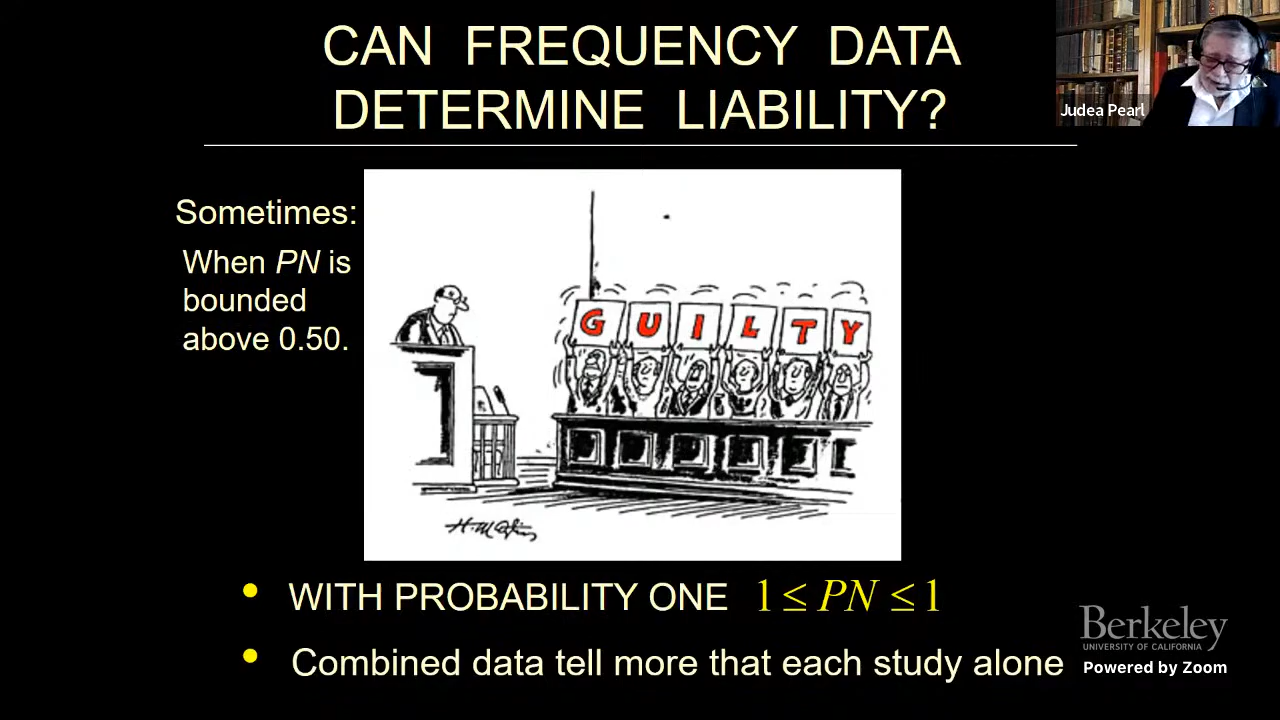 CAN FREQUENCY DATA
DETERMINE LIABILITY?
Judea Pearl
Sometimes:
When PN is
bounded
above 0.50.
G U I L T Y
• WITH PROBABILITY ONE 1 ≤ PN ≤ 1
• Combined data tell more that each study alone
Berkeley
UNIVERSITY OF CALIFORNIA
Powered by Zoom